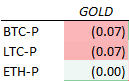 GOLD
BTC-P (0.07)
LTC-P (0.07)
ETH-P (0.00)